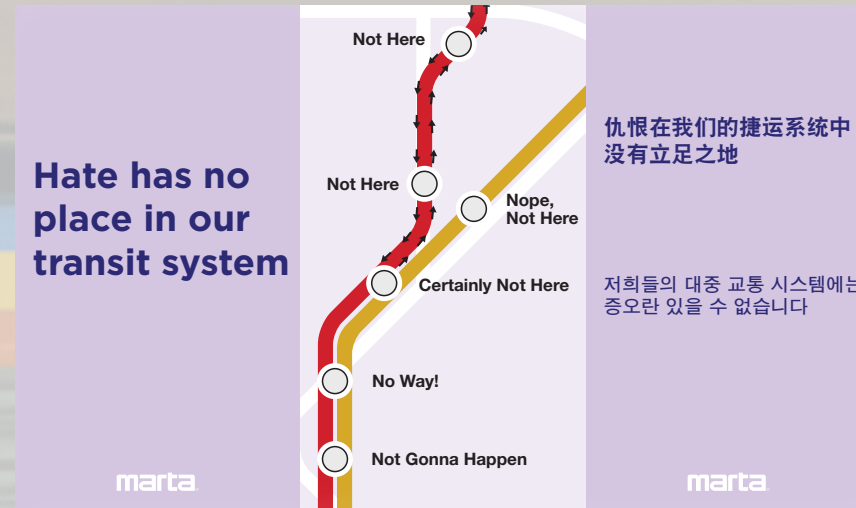 Hate has no
place in our
transit system
marta
Not Here
Not Here
Nope,
Not Here
Certainly Not Here
No Way!
Not Gonna Happen
仇恨在我们的捷运系统中
没有立足之地
저희들의 대중 교통 시스템에는
증오란 있을 수 없습니다
marta